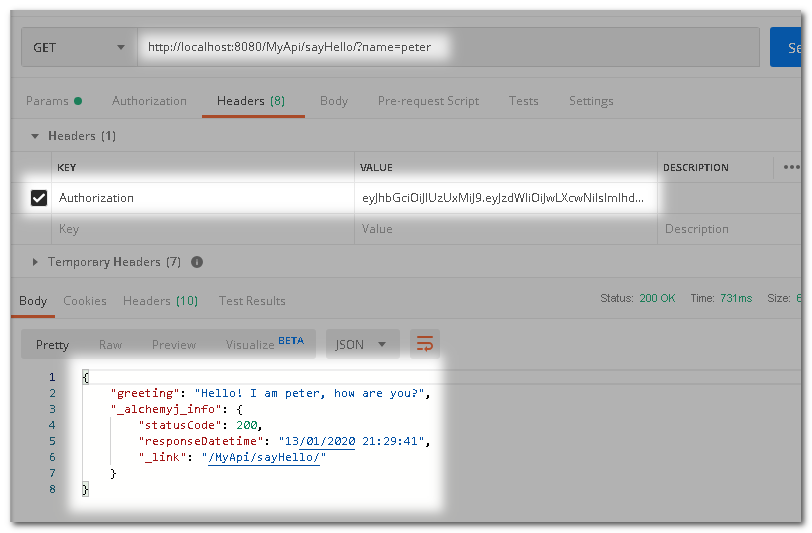 GET http://localhost:8080/MyApi/sayHello/?name=peter
Params Authorization Headers (8) Body Pre-request Script Tests Settings
Headers (1)
KEY VALUE DESCRIPTION
Authorization eyJhbGciOiJIUzUxMiJ9.eyJzdWIiOiJwLXcwNiIsImlhd...
Key Value Description
Temporary Headers (7)
Body Cookies Headers (10) Test Results Status: 200 OK Time: 731ms Size:
Pretty Raw Preview Visualize BETA JSON
1 {
2 "greeting": "Hello! I am peter, how are you?",
3 "_alchemyj_info": {
4 "statusCode": 200,
5 "responseDatetime": "13/01/2020 21:29:41",
6 "_link": "/MyApi/sayHello/"
7 }
8 }